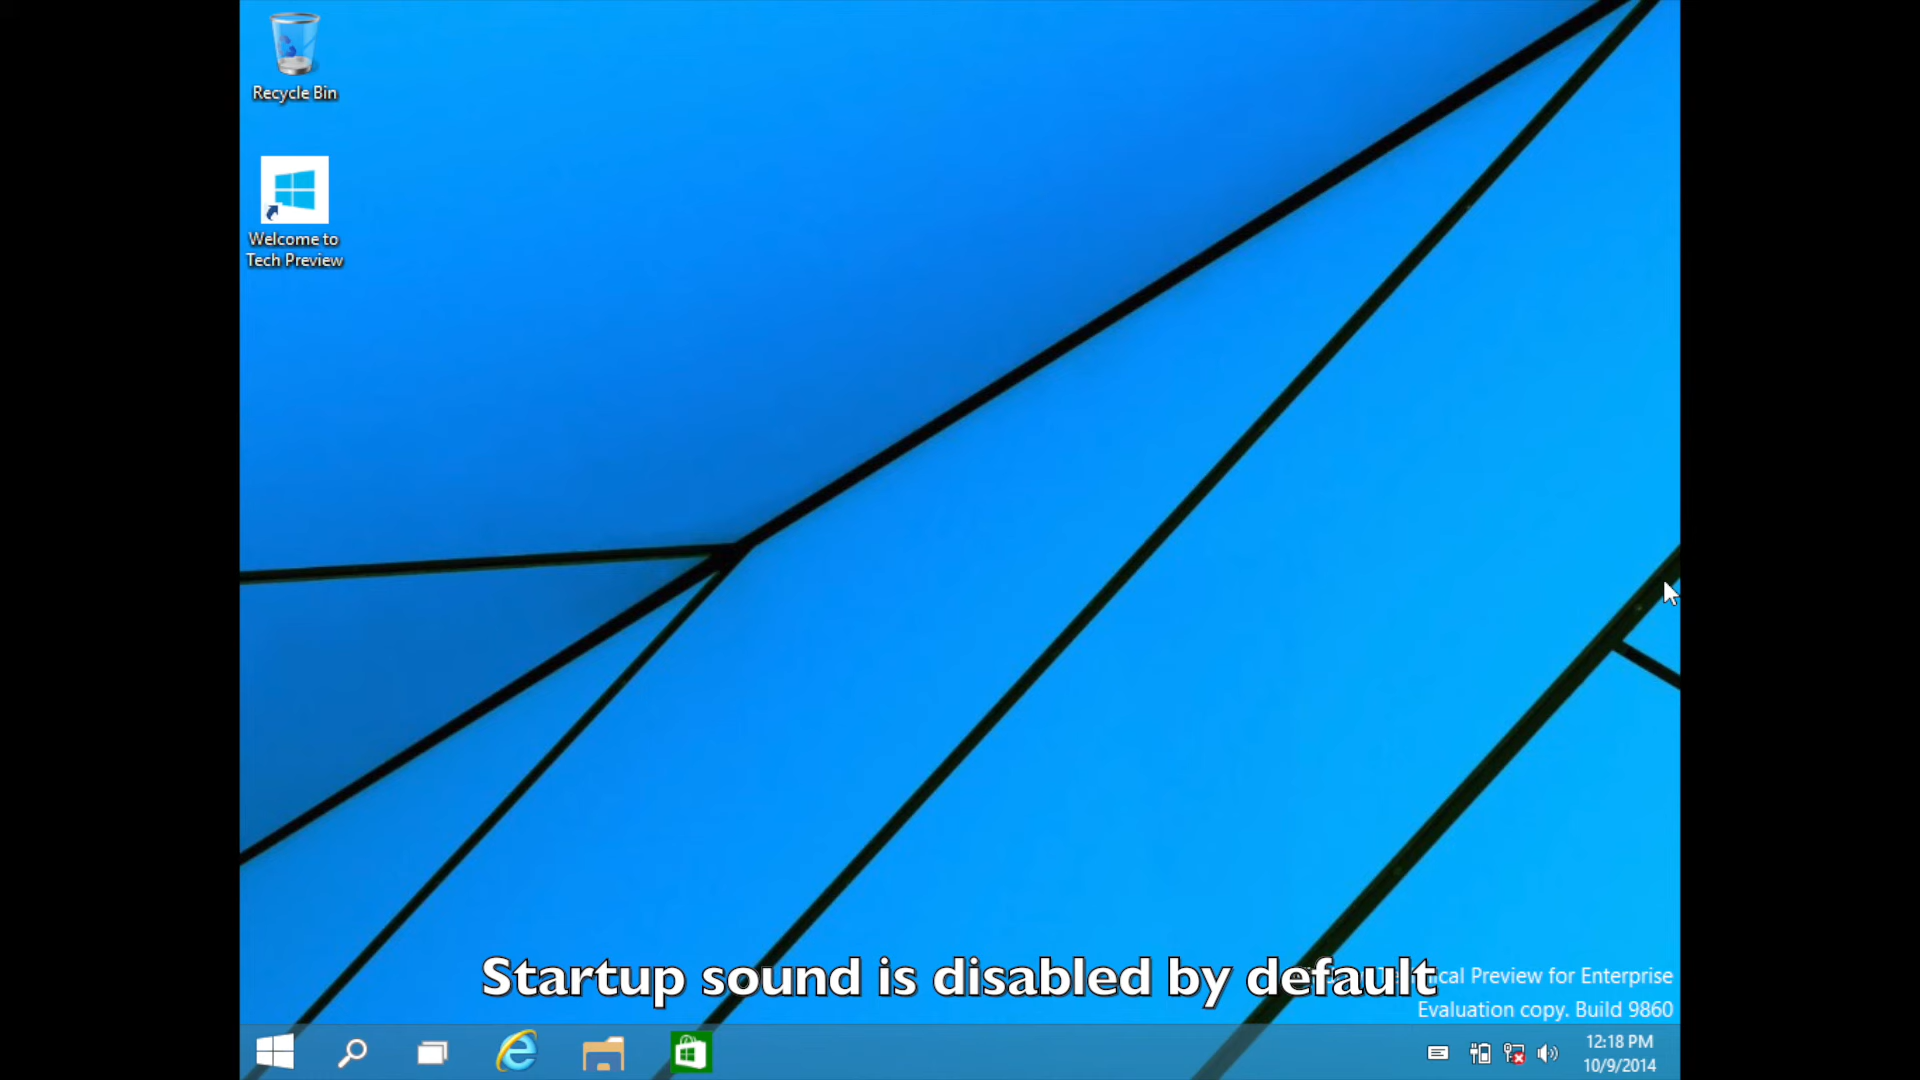 Recycle Bin
Welcome to
Tech Preview
Startup sound is disabled by default
Preview for Enterprise
Evaluation copy. Build 9860
12:18 PM
10/9/2014